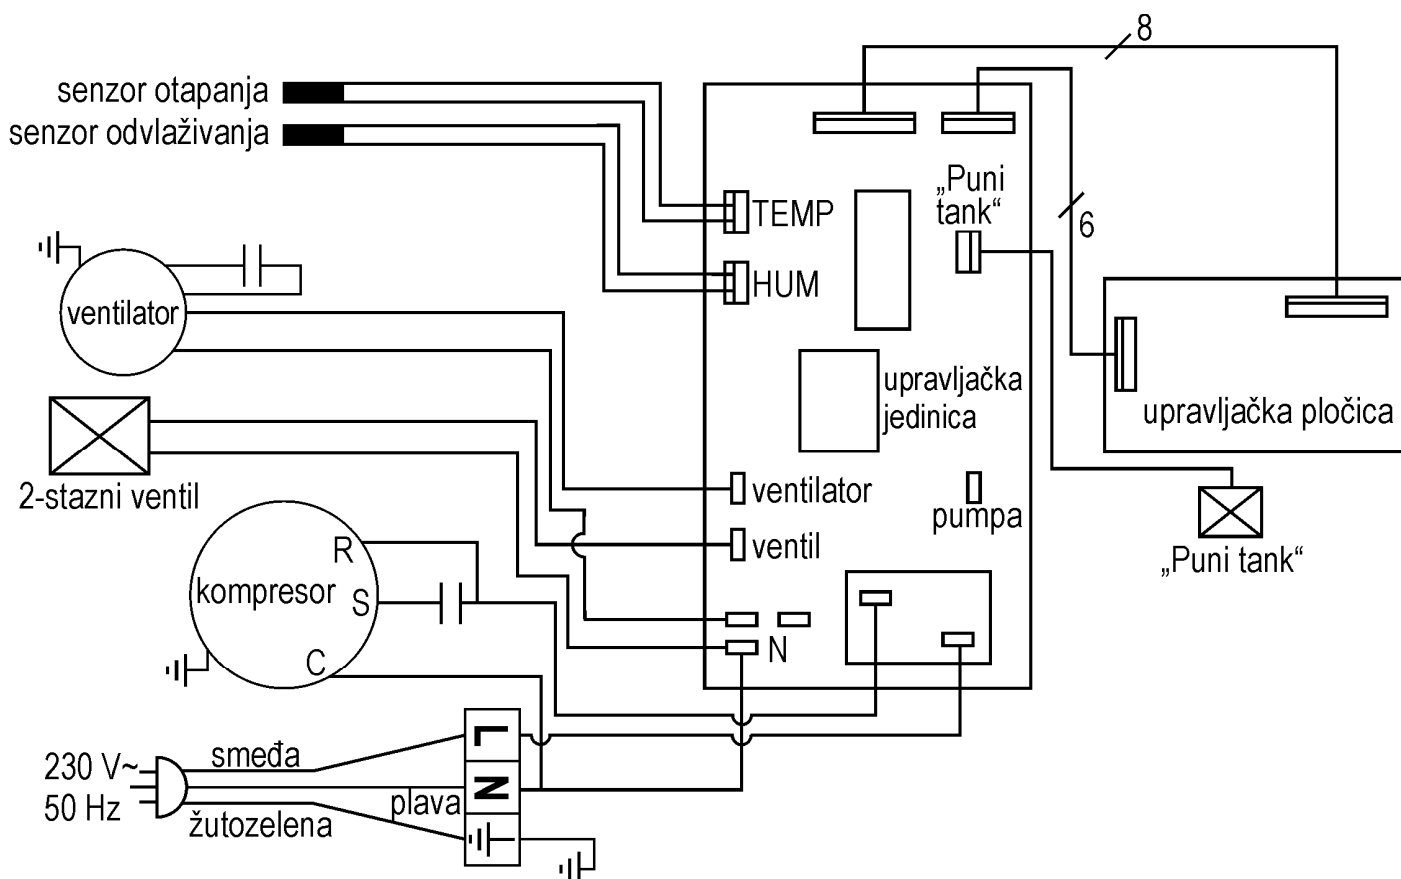 8
senzor otapanja
senzor odvlaživanja
„Puni
tank“
TEMP
6
HUM
ventilator
upravljačka
jedinica
upravljačka pločica
2-stazni ventil
ventilator
pumpa
ventil
„Puni tank“
R
kompresor
S
N
C
L
smeđa
230 V~
50 Hz
N
plava
žutozelena